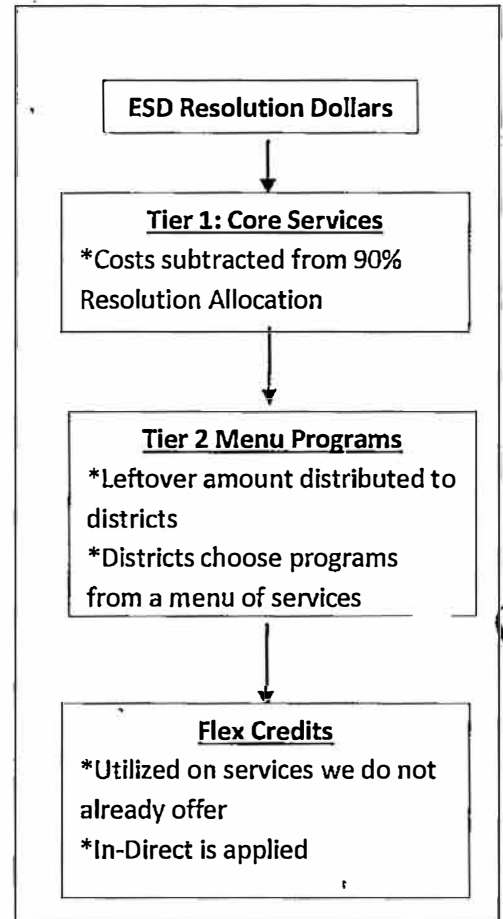 ESD Resolution Dollars
Tier 1: Core Services
*Costs subtracted from 90%
Resolution Allocation
Tier 2 Menu Programs
*Leftover amount distributed to
districts
*Districts choose programs
from a menu of services
Flex Credits
*Utilized on services we do not
already offer
*In-Direct is applied